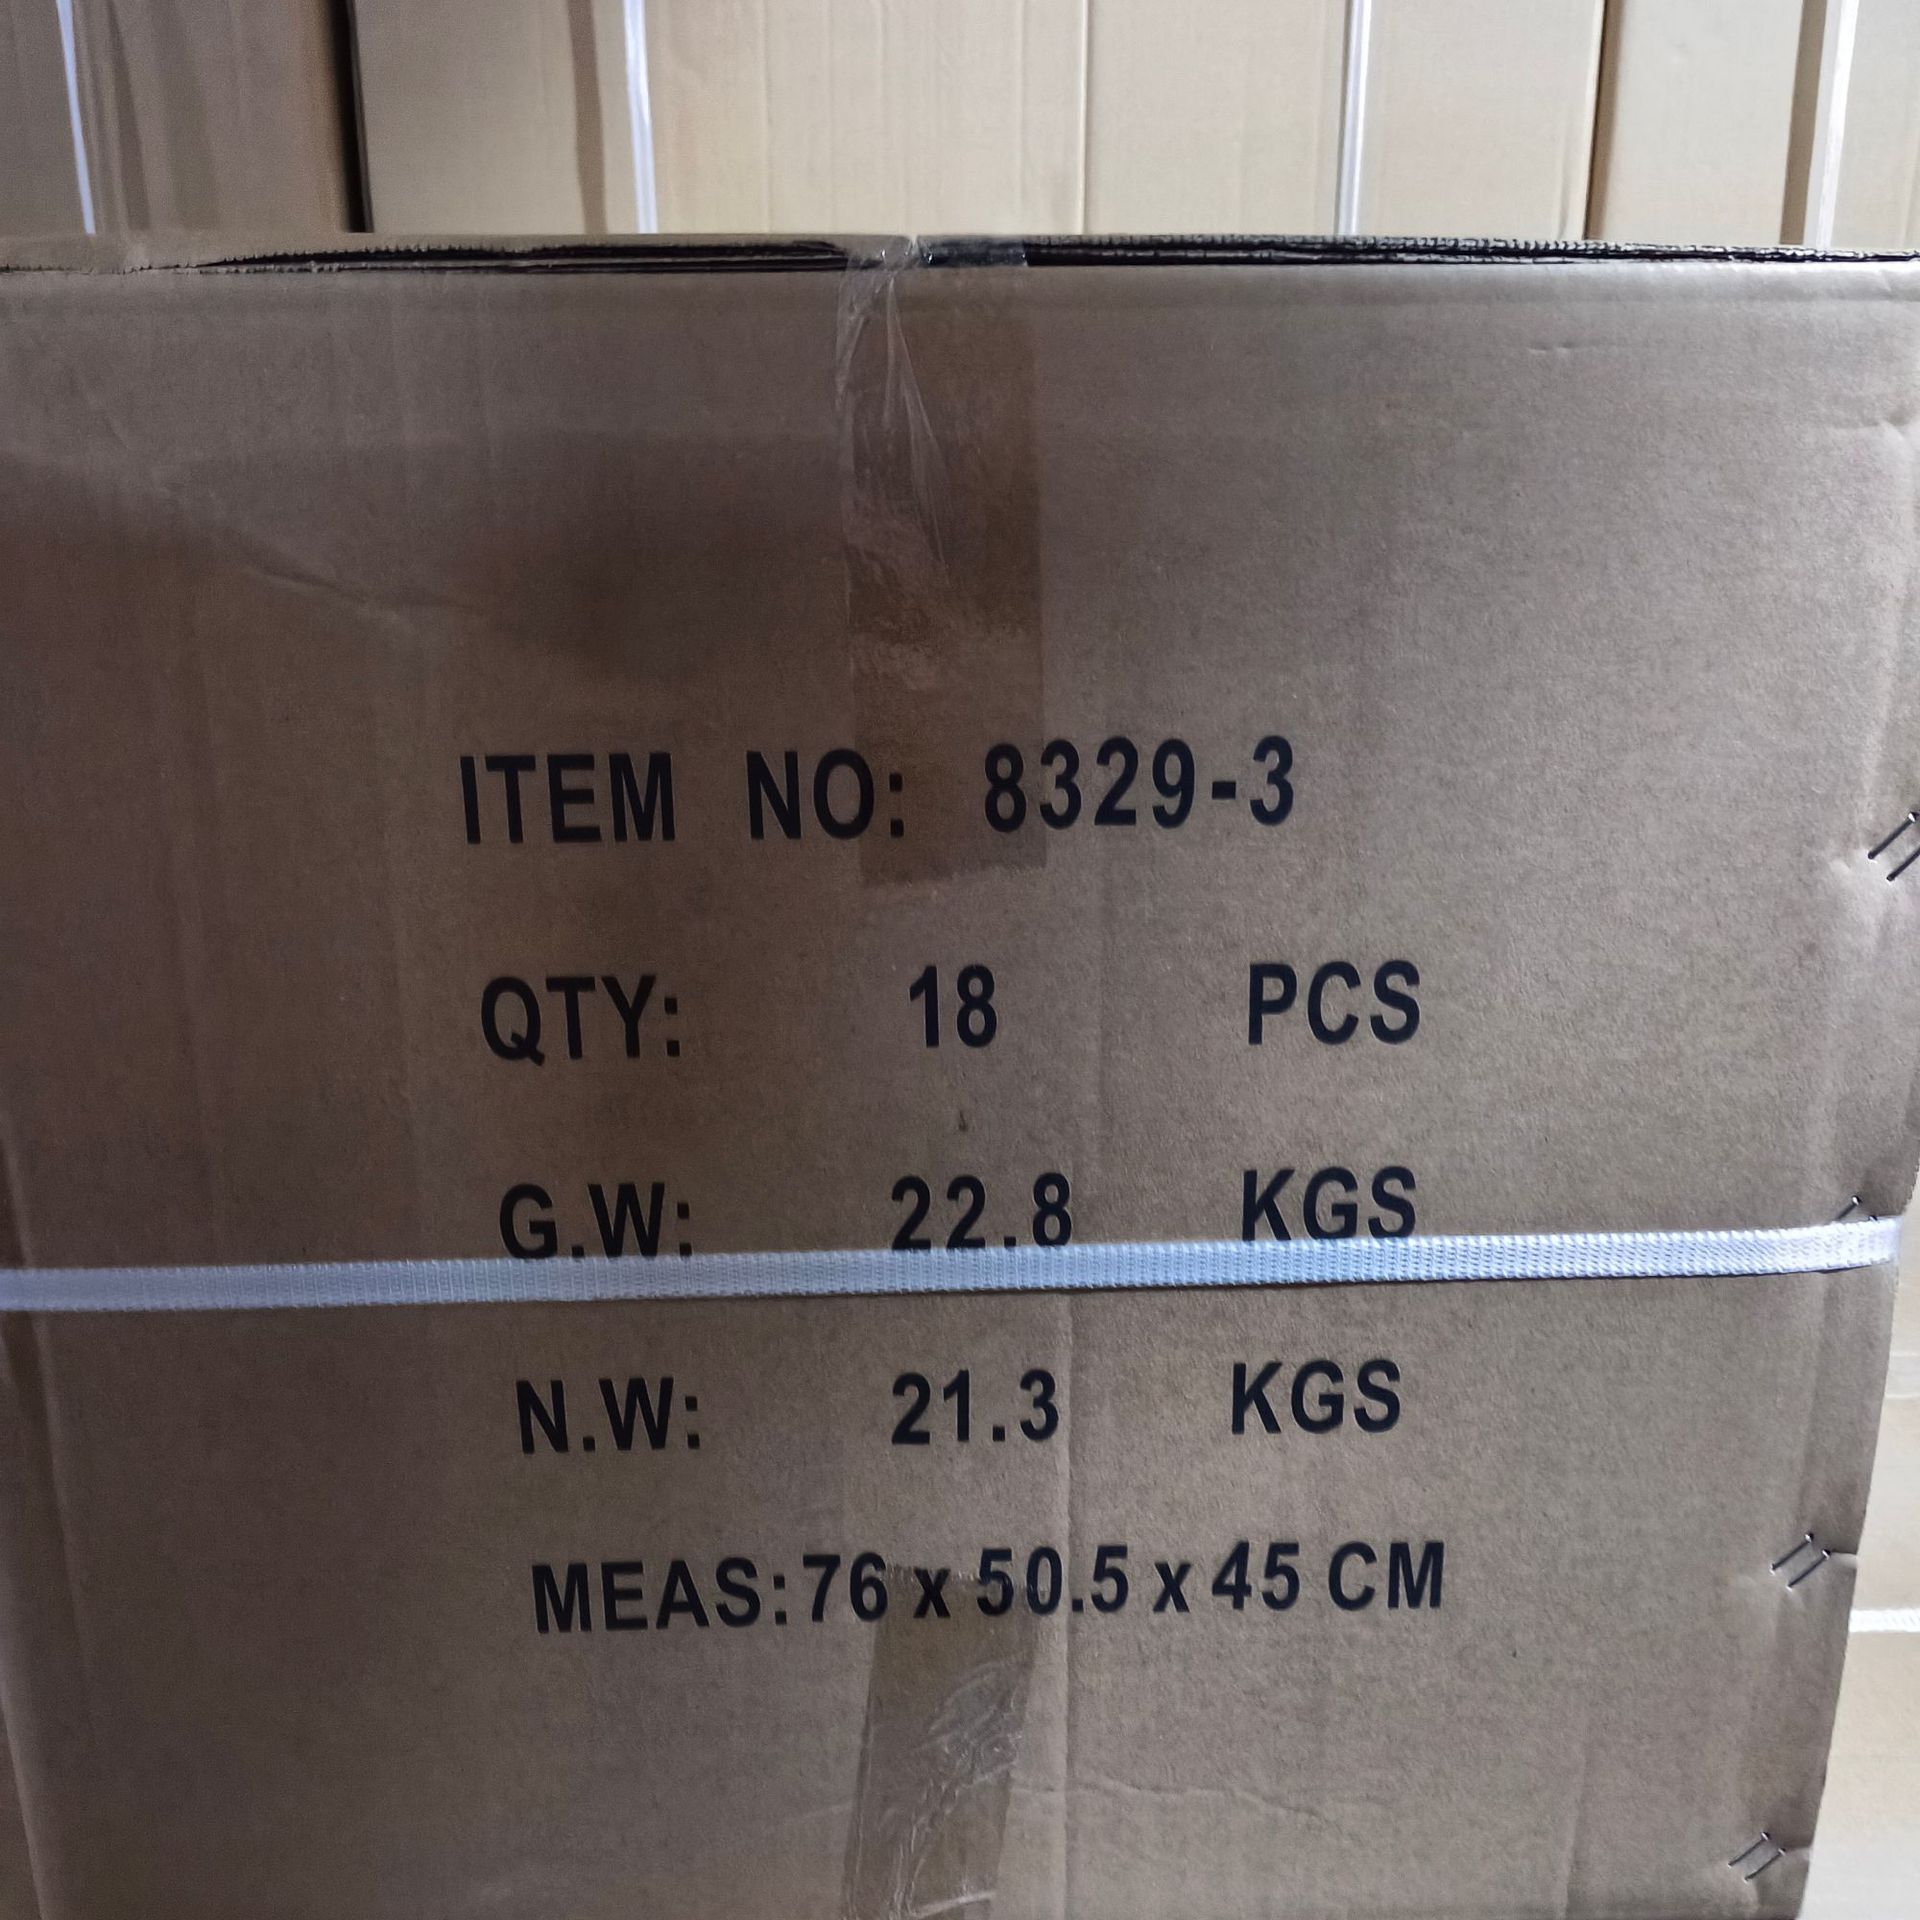 ITEM NO: 8329-3
QTY: 18 PCS
G.W: 22.8 KGS
N.W: 21.3 KGS
MEAS:76 x 50.5 x 45 CM